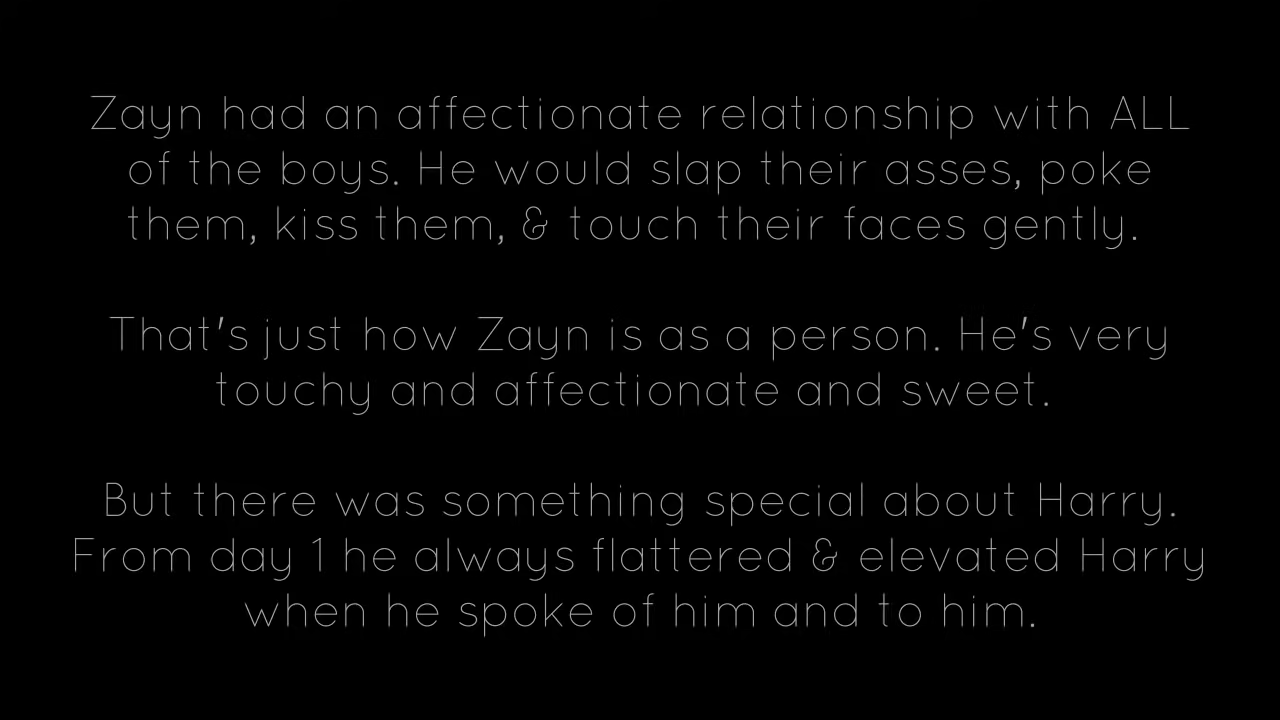 Zayn had an affectionate relationship with ALL
of the boys. He would slap their asses, poke
them, kiss them, & touch their faces gently.
That's just how Zayn is as a person. He's very
touchy and affectionate and sweet.
But there was something special about Harry.
From day 1 he always flattered & elevated Harry
when he spoke of him and to him.